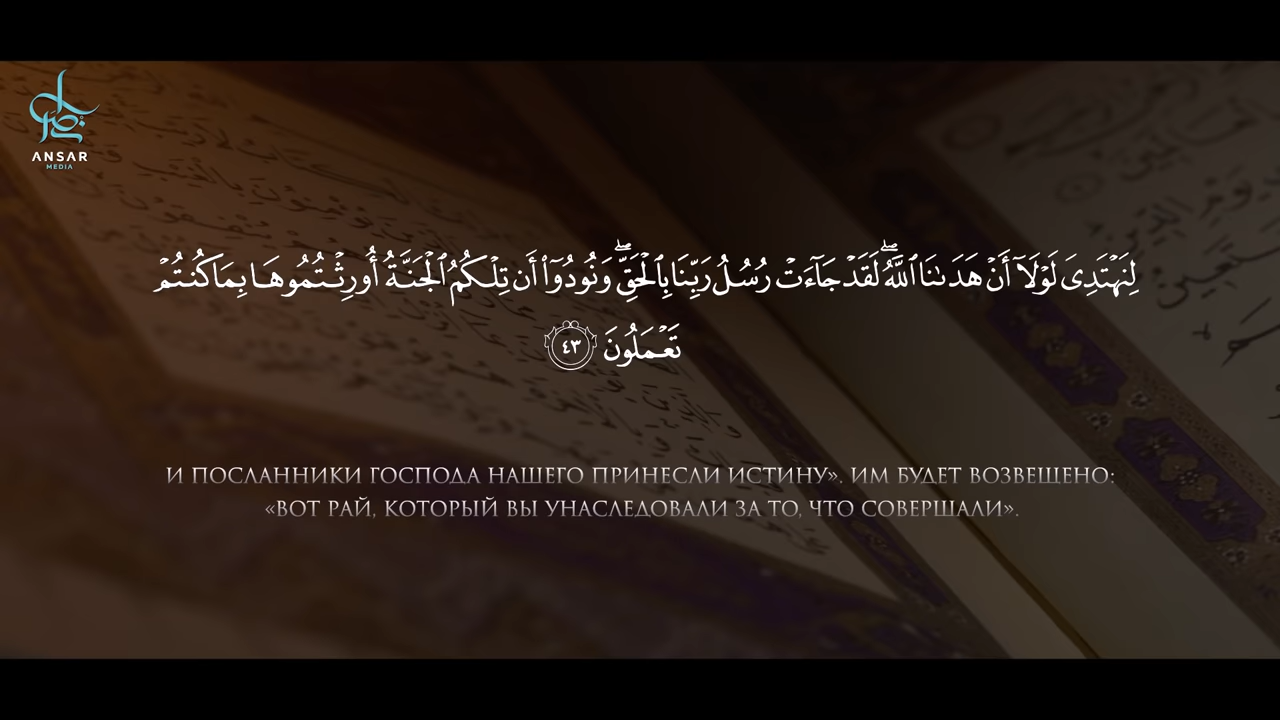 ANSAR
MEDIA
لِنَهْتَدِىَ لَوْلَآ أَنْ هَدَىٰنَا ٱللَّهُ ۖ لَقَدْ جَآءَتْ رُسُلُ رَبِّنَا بِٱلْحَقِّ ۖ وَنُودُوٓا۟ أَن تِلْكُمُ ٱلْجَنَّةُ أُورِثْتُمُوهَا بِمَا كُنتُمْ
تَعْمَلُونَ ٤٣
И ПОСЛАННИКИ ГОСПОДА НАШЕГО ПРИНЕСЛИ ИСТИНУ». ИМ БУДЕТ ВОЗВЕЩЕНО:
«ВОТ РАЙ, КОТОРЫЙ ВЫ УНАСЛЕДОВАЛИ ЗА ТО, ЧТО СОВЕРШАЛИ».